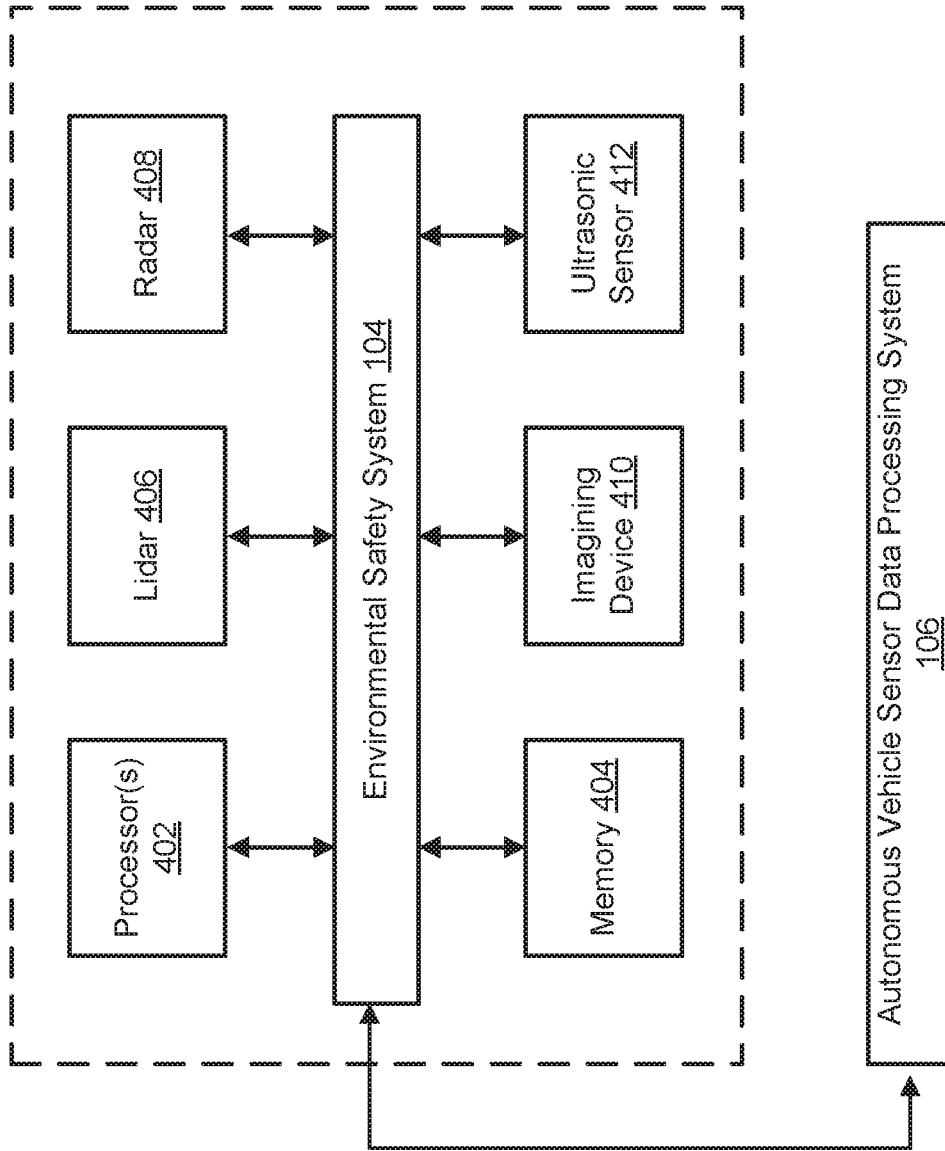 Processor(s)
402
Lidar 406
Radar 408
Environmental Safety System 104
Memory 404
Imagining
Device 410
Ultrasonic
Sensor 412
Autonomous Vehicle Sensor Data Processing System
106